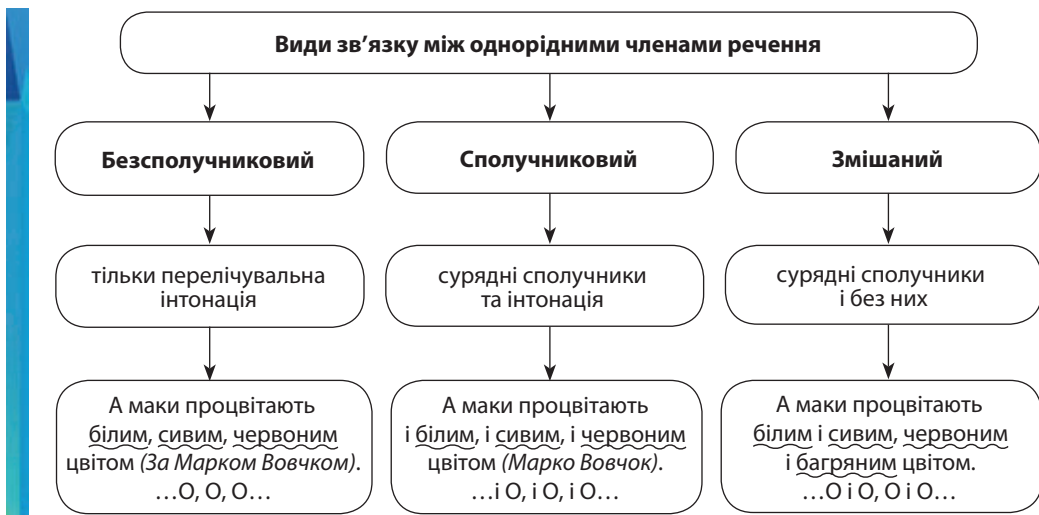 Види зв’язку між однорідними членами речення
Безсполучниковий
Сполучниковий
Змішаний
тільки перелічувальна
інтонація
сурядні сполучники
та інтонація
сурядні сполучники
і без них
А маки процвітають
білим, сивим, червоним
цвітом (За Марком Вовчком).
…О, О, О…
А маки процвітають
і білим, і сивим, і червоним
цвітом (Марко Вовчок).
…і О, і О, і О…
А маки процвітають
білим і сивим, червоним
і багряним цвітом.
…О і О, О і О…